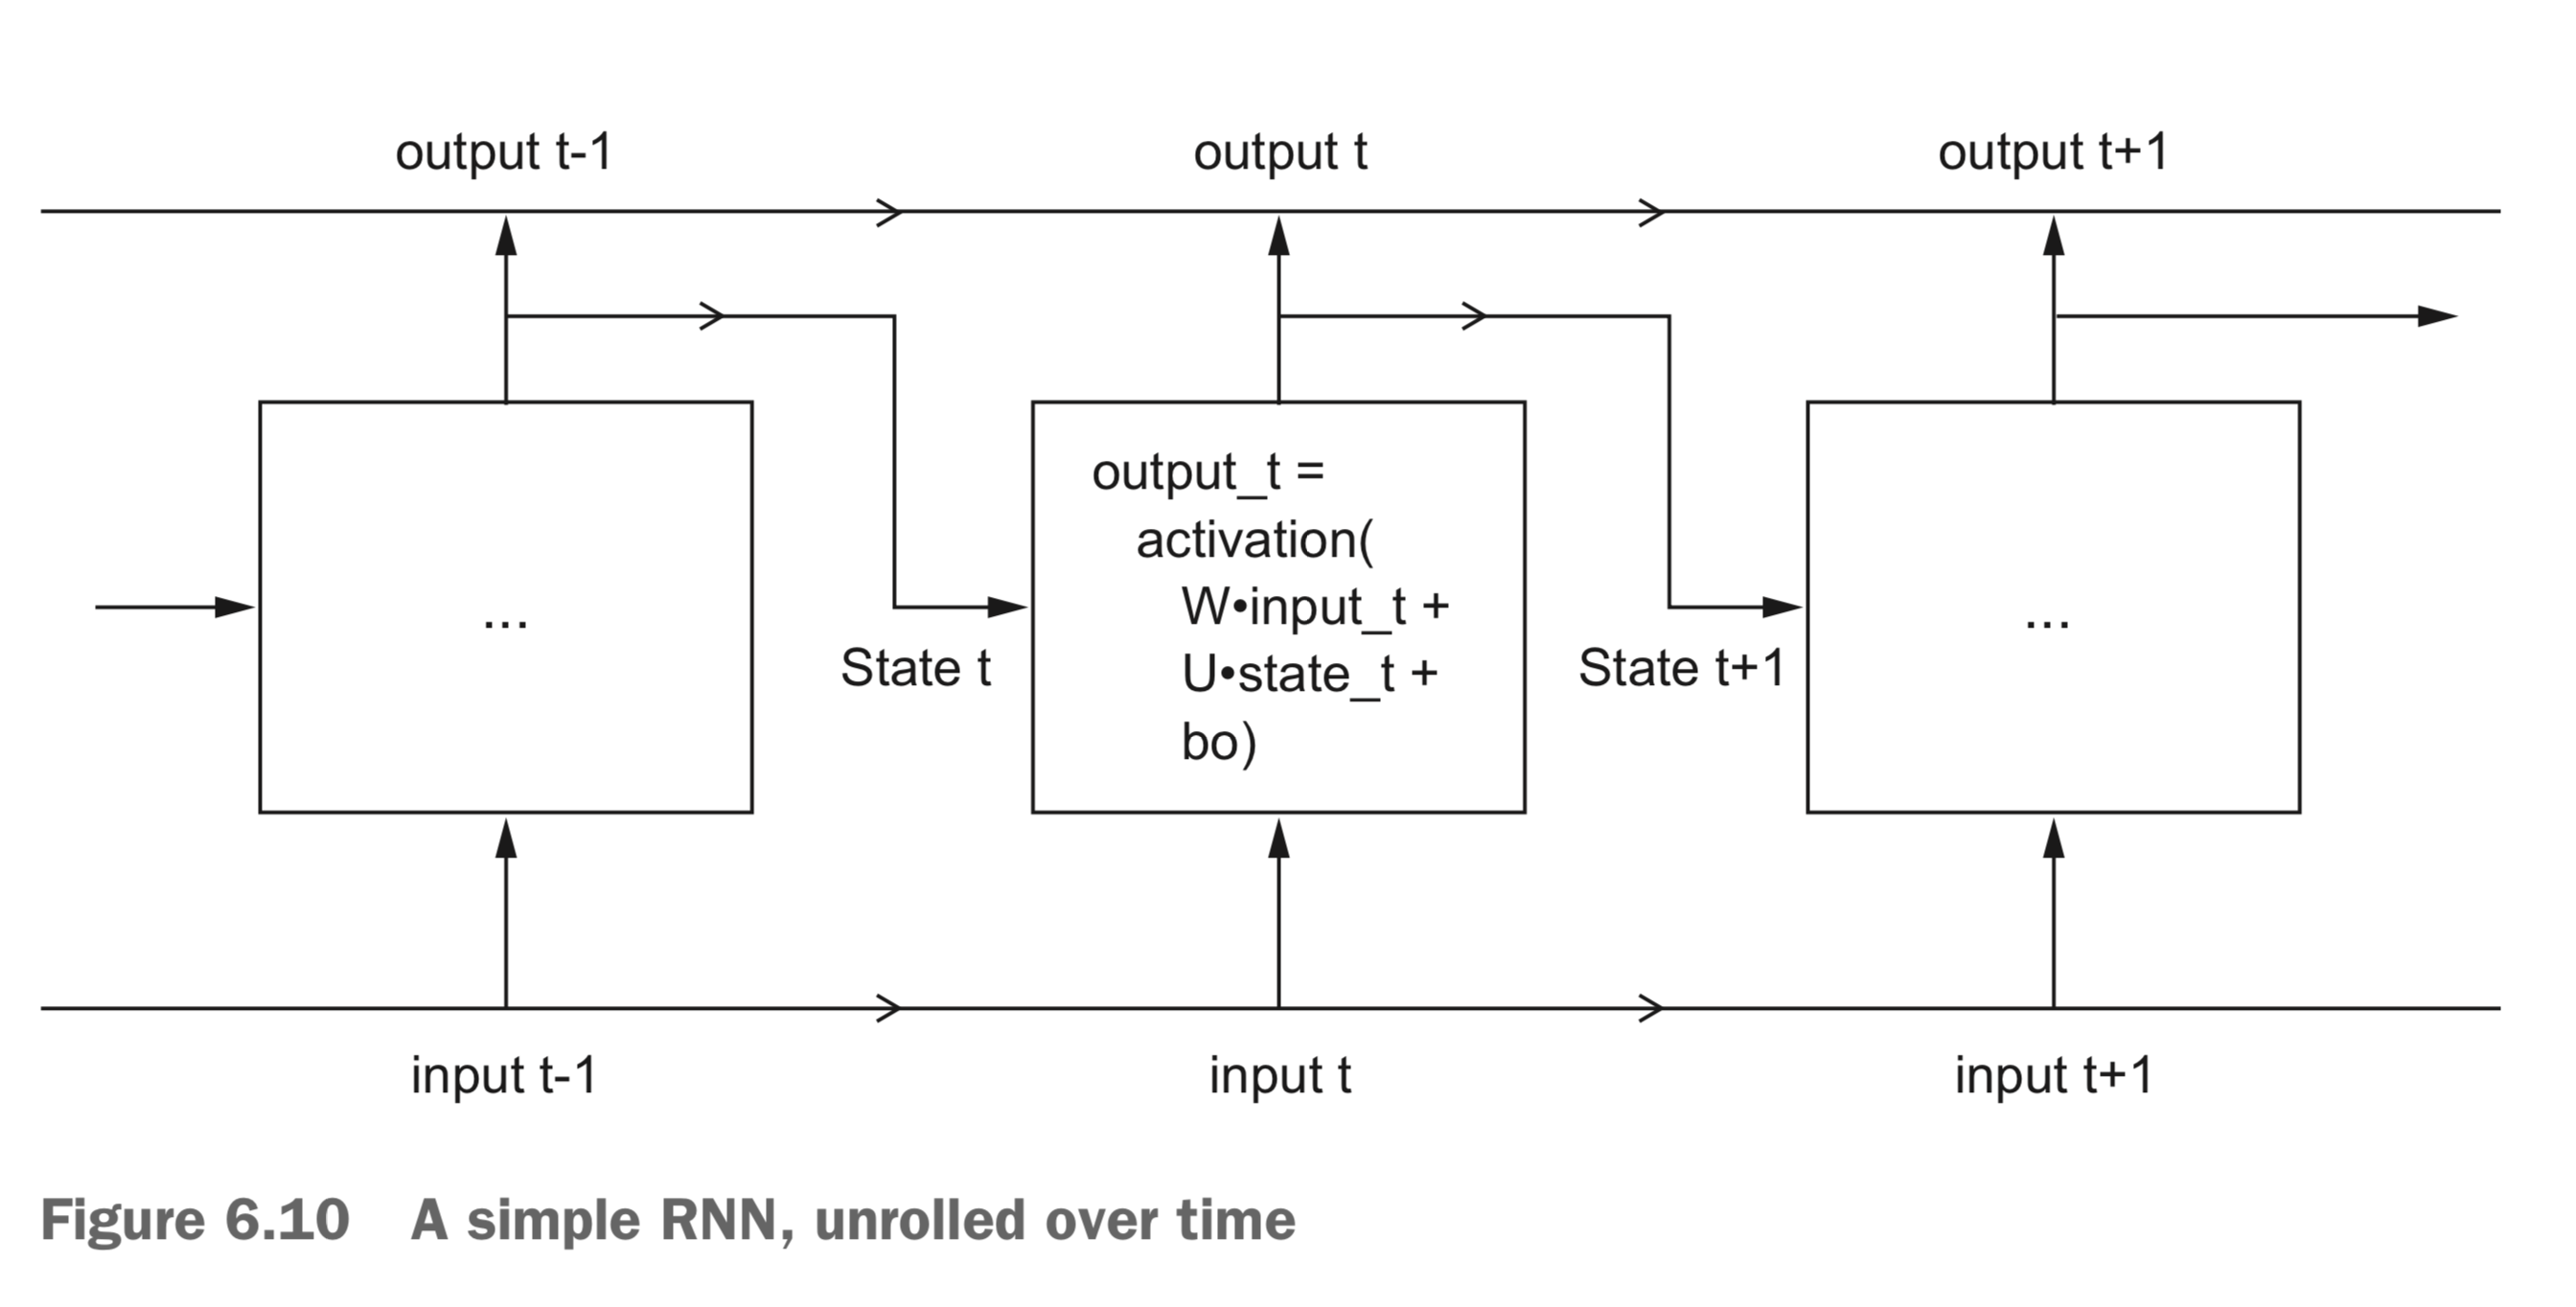 output t-1
output t
output t+1
output_t =
activation(
W•input_t +
U•state_t +
bo)
...
...
State t
State t+1
input t-1
input t
input t+1
Figure 6.10 A simple RNN, unrolled over time